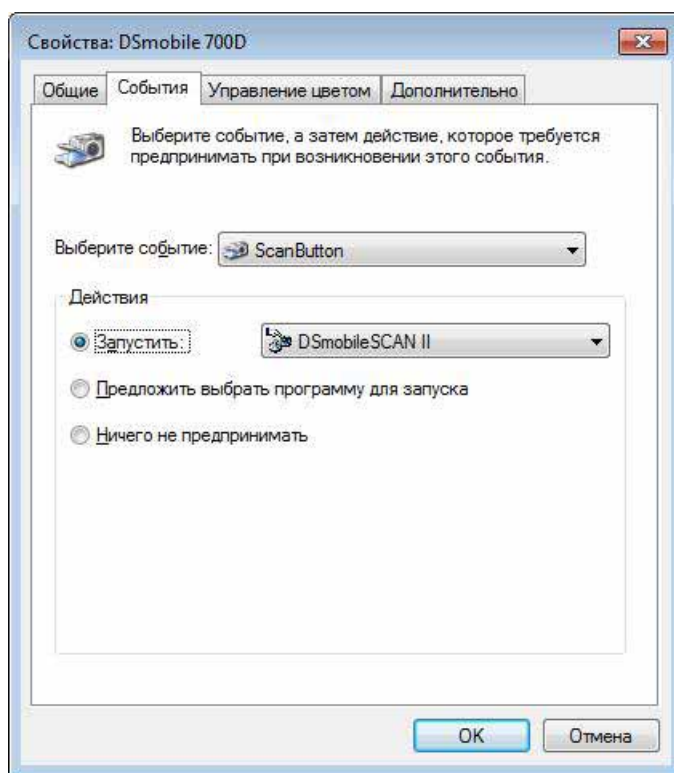 Свойства: DSmobile 700D
Общие
События
Управление цветом
Дополнительно
Выберите событие, а затем действие, которое требуется
предпринимать при возникновении этого события.
Выберите событие: ScanButton
Действия
Запустить: DSmobileSCAN II
Предложить выбрать программу для запуска
Ничего не предпринимать
OK
Отмена